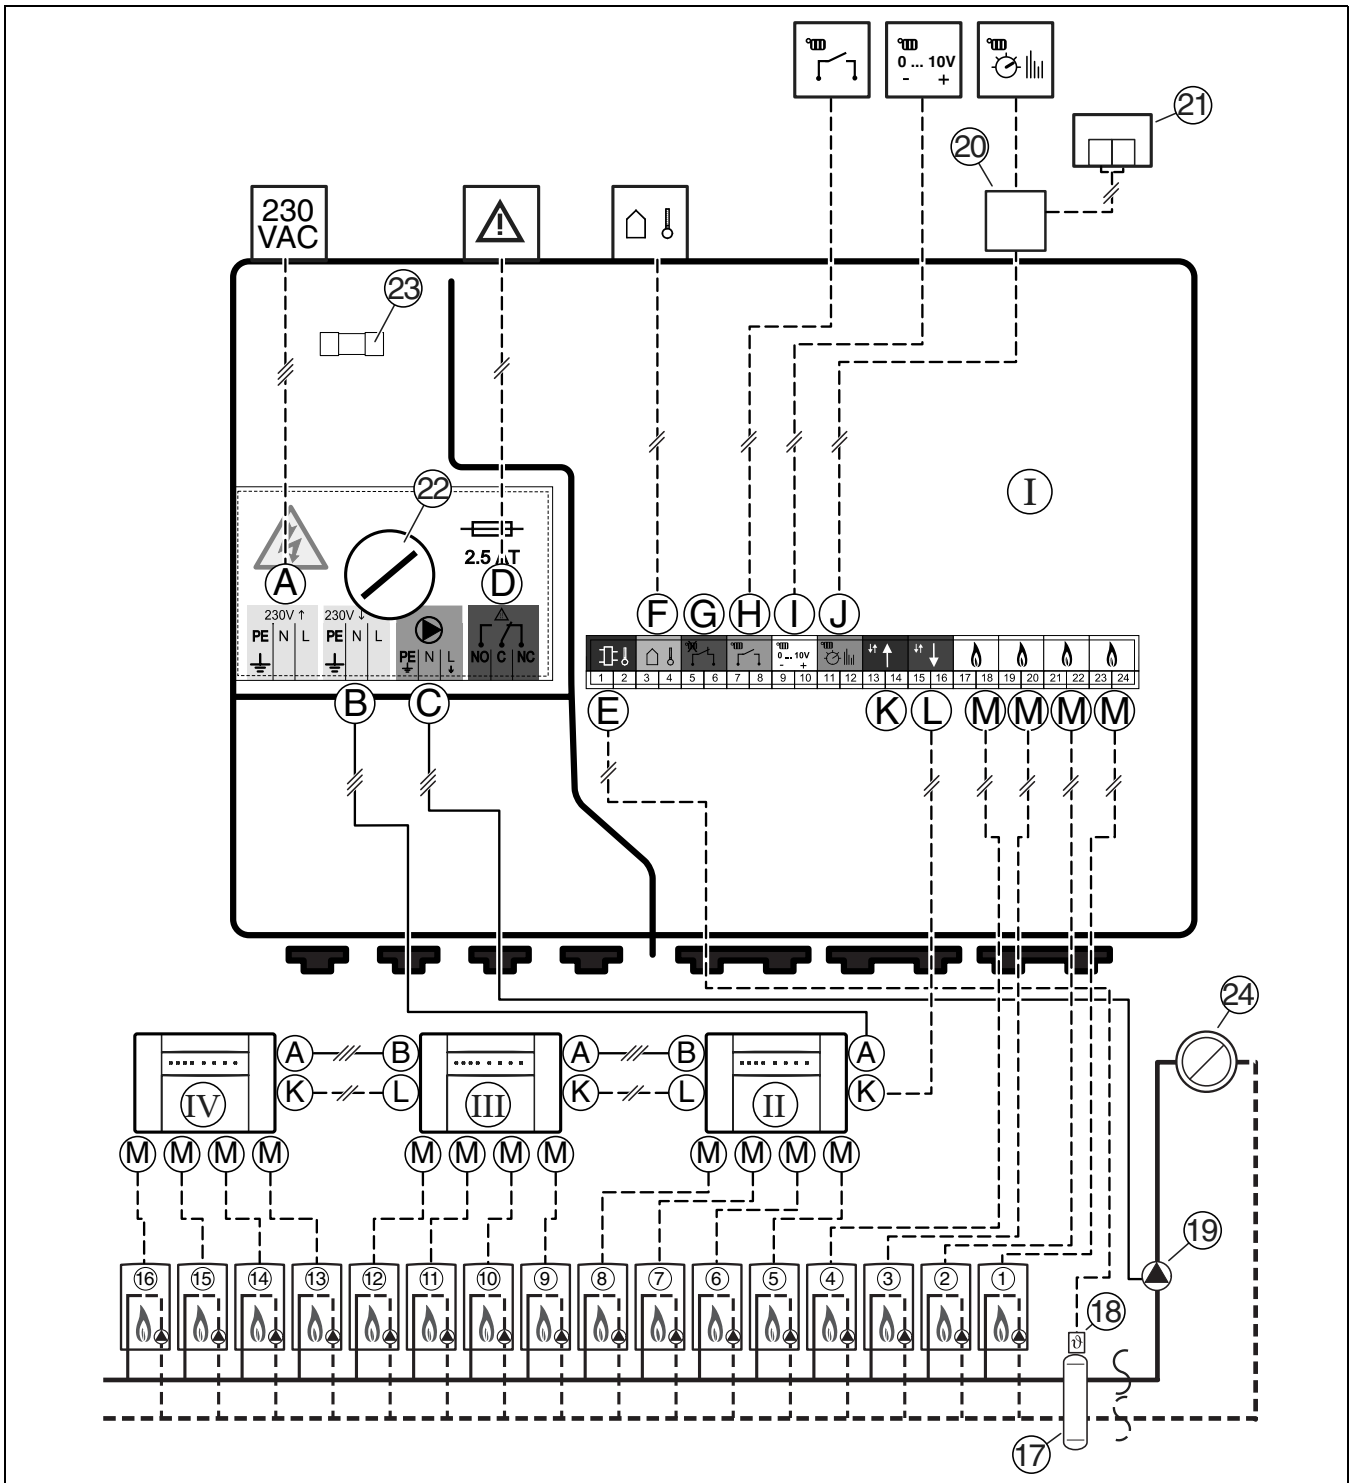 0 ... 10V
- +
21
20
230
VAC
23
I
22
2.5 AT
A D
F G H I J
230V ↑ 230V ↓
PE N L PE N L
PE N L NO C NC
0 ... 10V
- +
1 2 3 4 5 6 7 8 9 10 11 12 13 14 15 16 17 18 19 20 21 22 23 24
B C E K L M M M M
24
A B A B A
K L K L K
IV III II
M M M M M M M M M M M M
19
16 15 14 13 12 11 10 9 8 7 6 5 4 3 2 1
18
ϑ
17